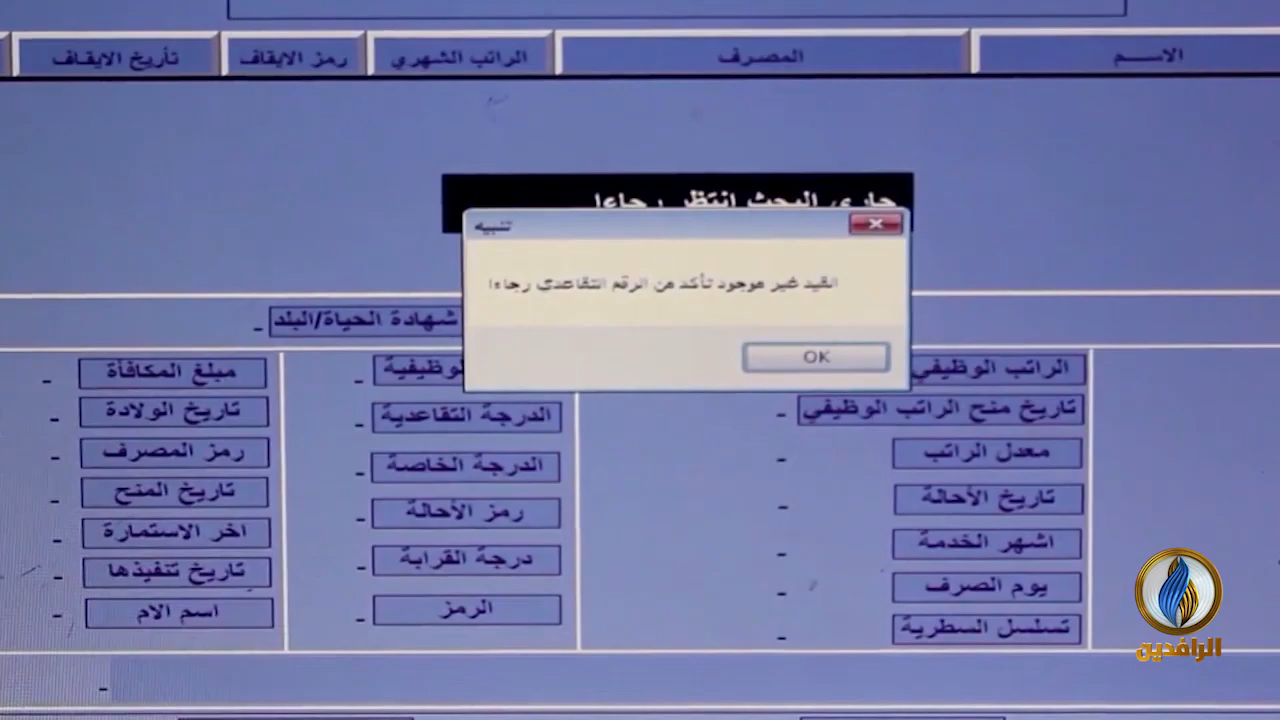 الاسم المصرف الراتب الشهري رمز الايقاف تأريخ الايقاف
جاري البحث انتظر رجاءا
تنبيه
القيد غير موجود تأكد من الرقم التقاعدي رجاءا
OK
شهادة الحياة/البلد
الراتب الوظيفي
تاريخ منح الراتب الوظيفي
معدل الراتب
تاريخ الأحالة
اشهر الخدمة
يوم الصرف
تسلسل السطرية
الدرجة التقاعدية
الدرجة الخاصة
رمز الأحالة
درجة القرابة
الرمز
مبلغ المكافأة
تاريخ الولادة
رمز المصرف
تاريخ المنح
اخر الاستمارة
تاريخ تنفيذها
اسم الام
الرافدين